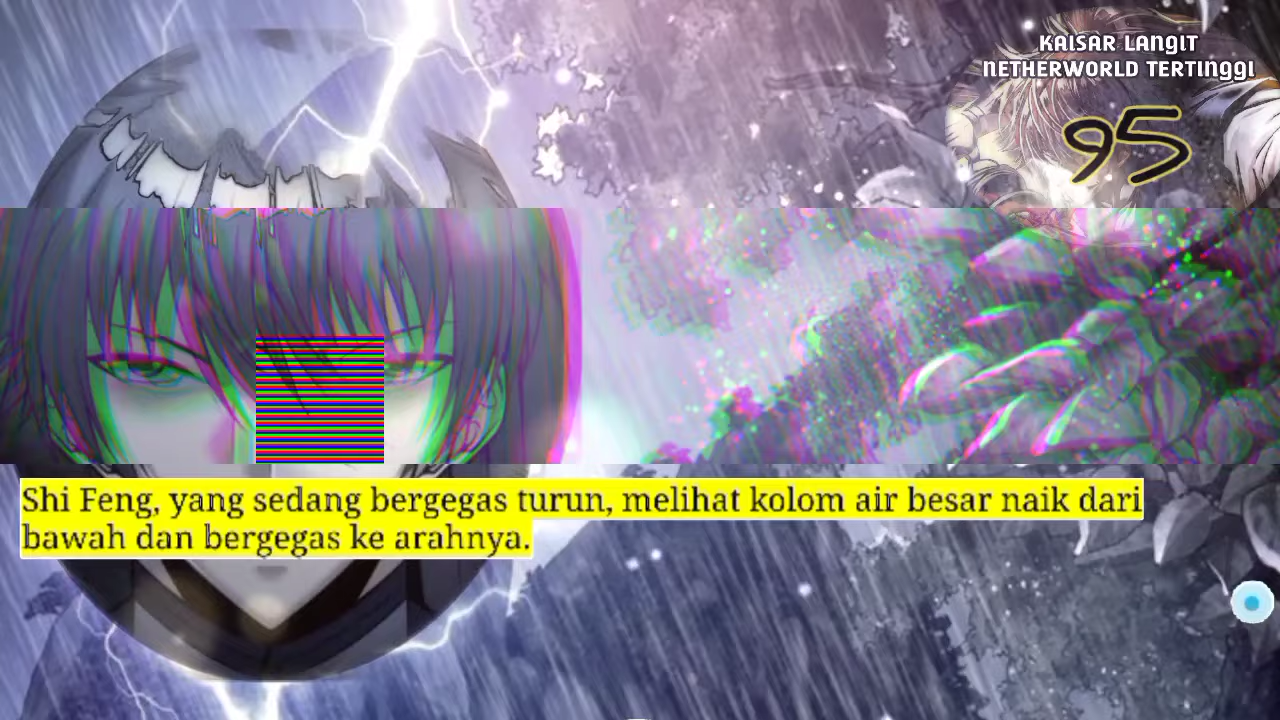 KAISAR LANGIT
NETHERWORLD TERTINGGI
95
Shi Feng, yang sedang bergegas turun, melihat kolom air besar naik dari
bawah dan bergegas ke arahnya.